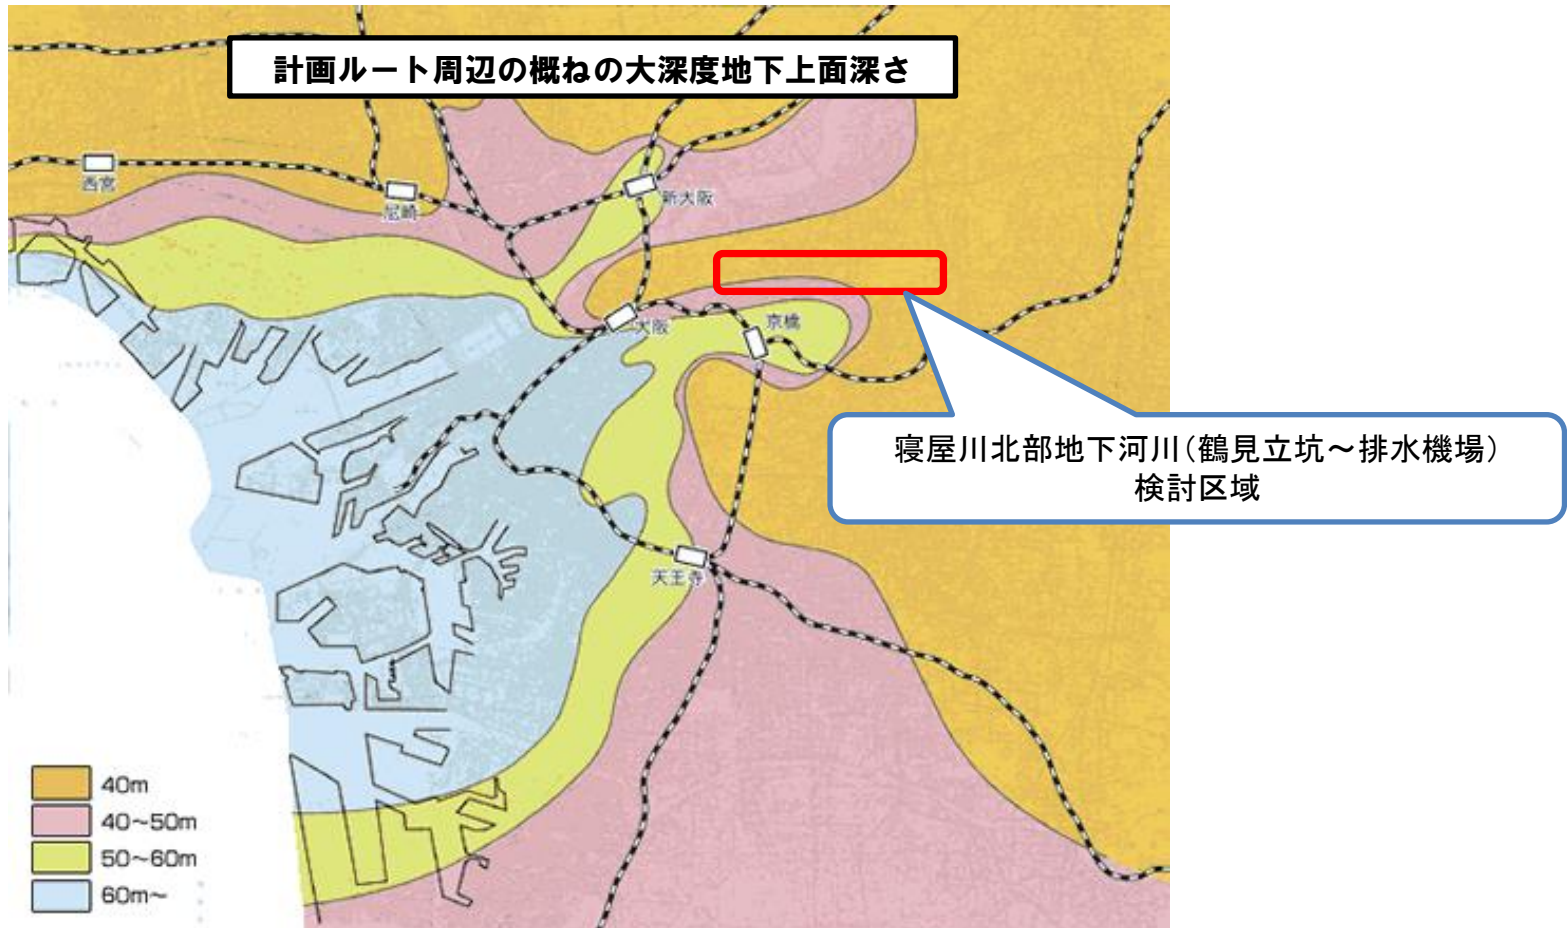 計画ルート周辺の概ねの大深度地下上面深さ
西宮
尼崎
新大阪
大阪
京橋
寝屋川北部地下河川(鶴見立坑～排水機場)
検討区域
天王寺
40m
40～50m
50～60m
60m～